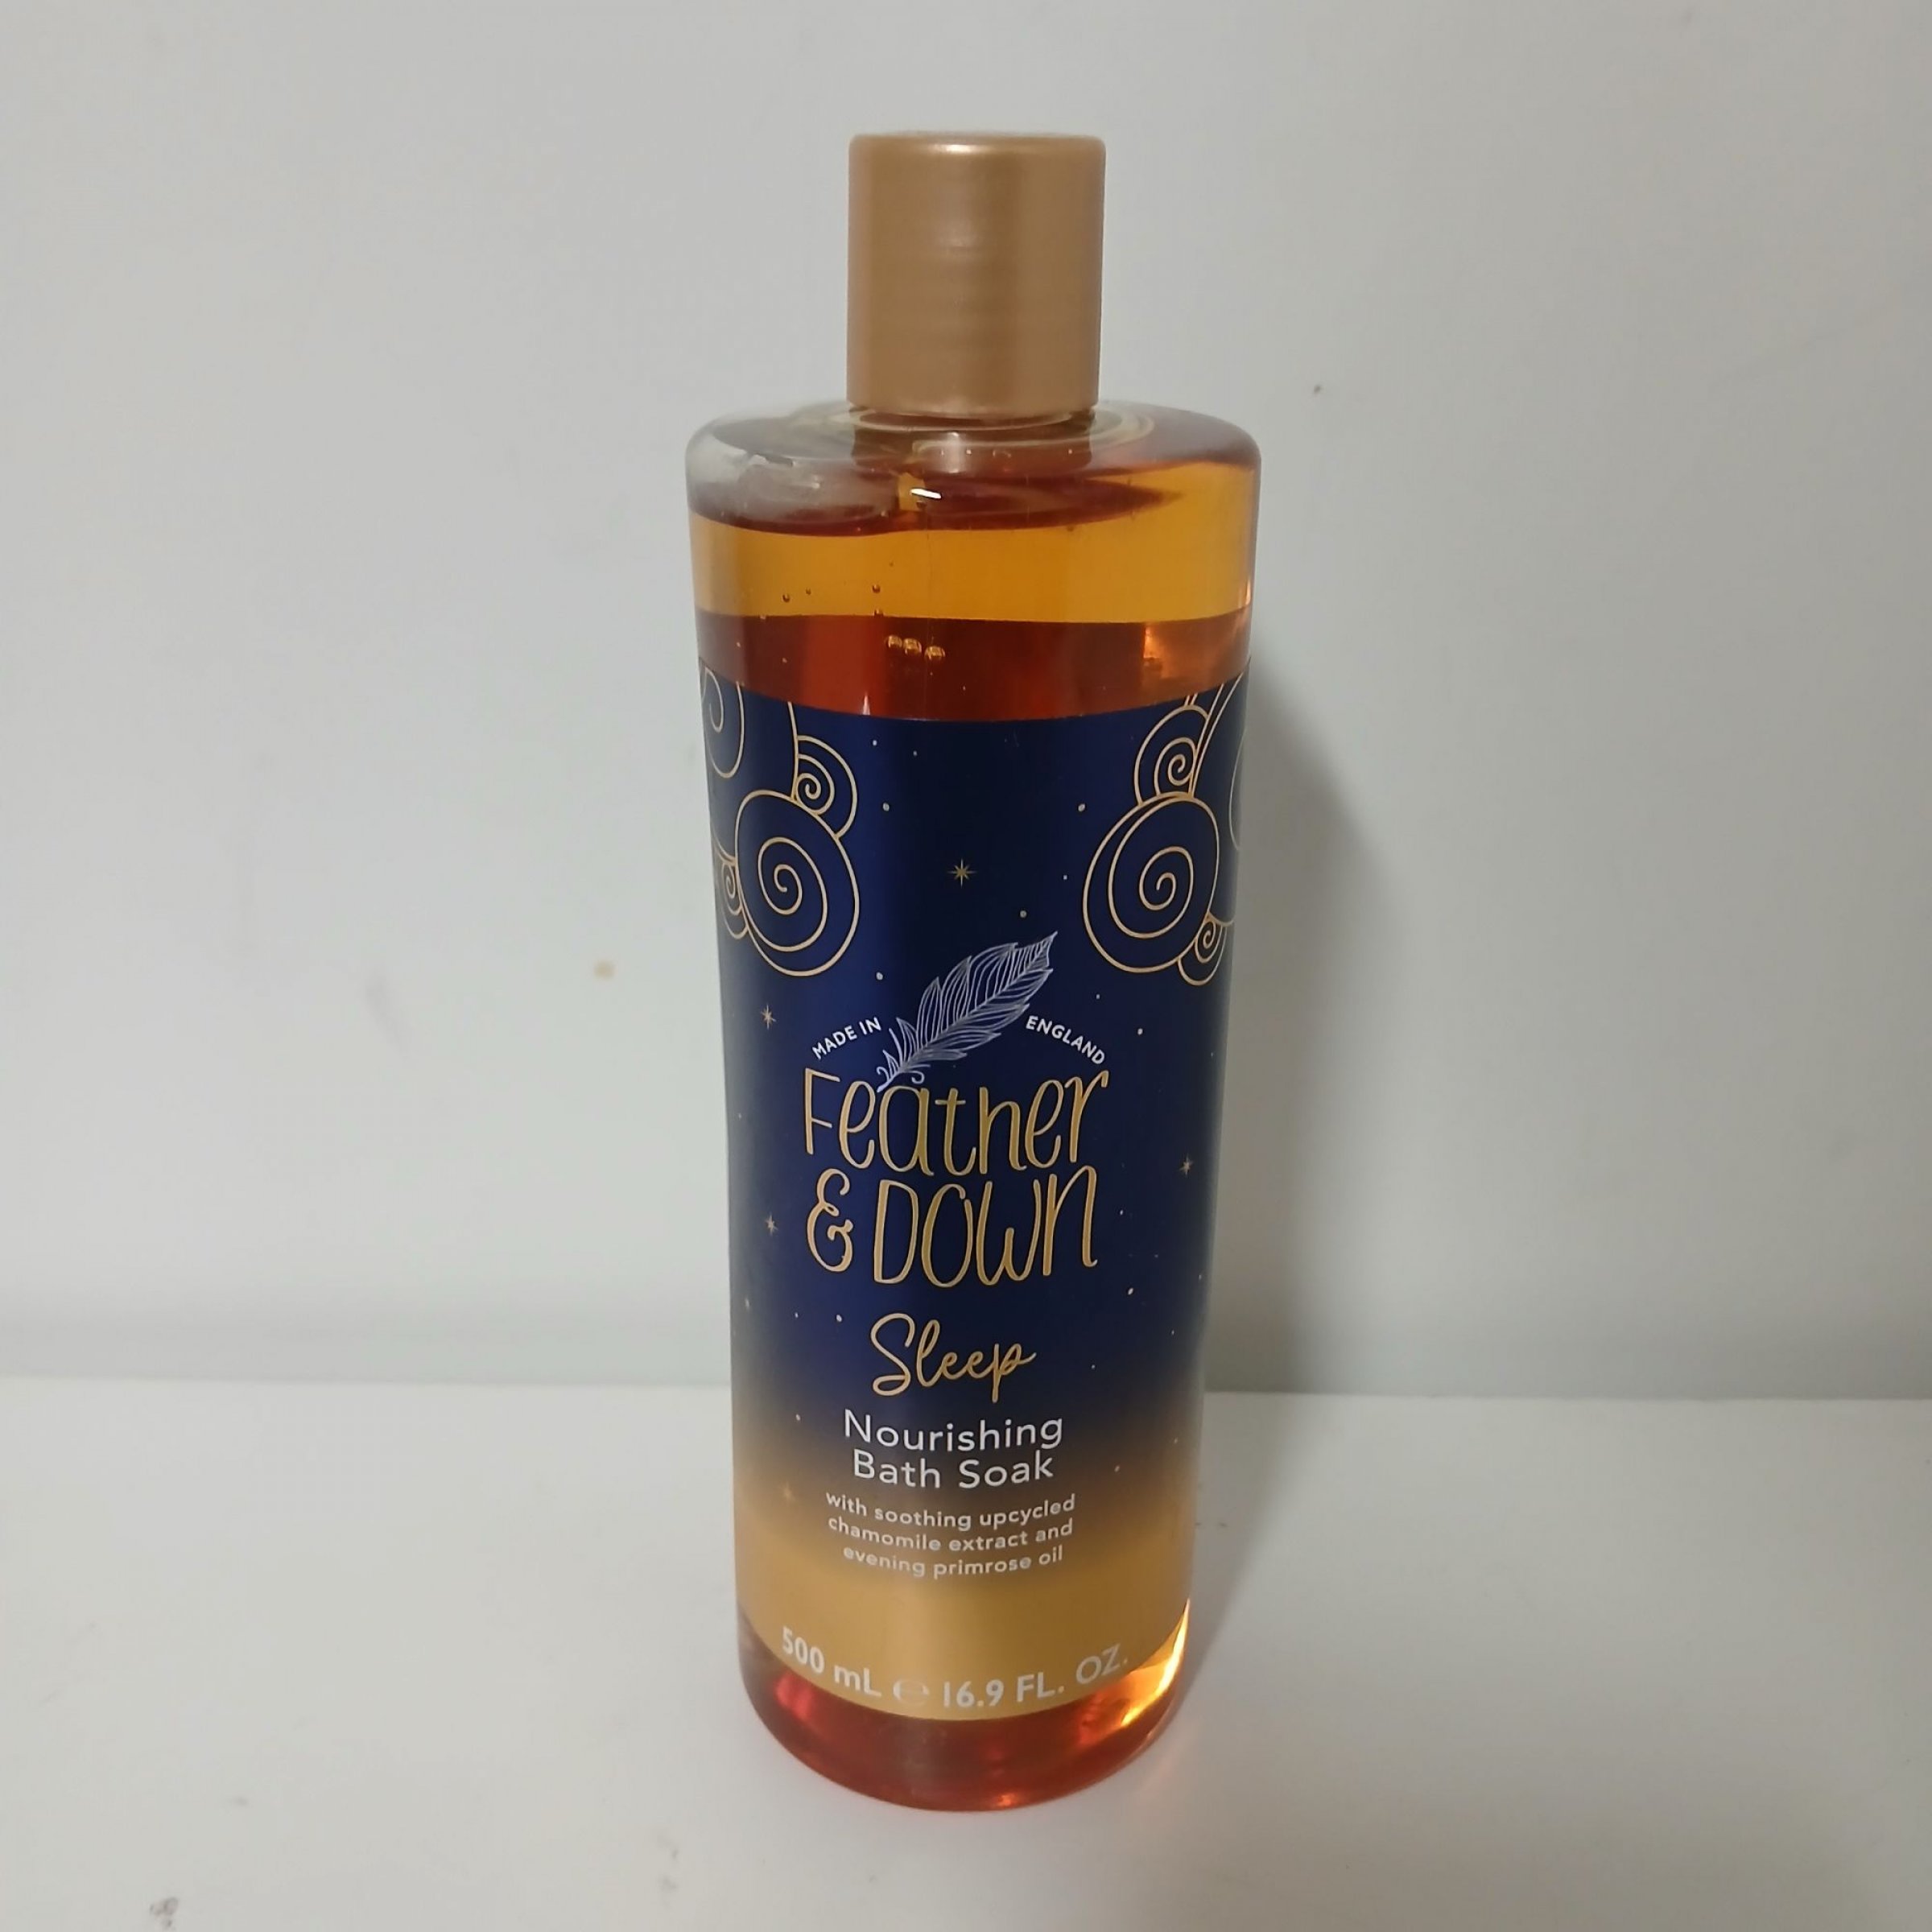 MADE IN ENGLAND
Feather
& DOWN
Sleep
Nourishing
Bath Soak
with soothing upcycled
chamomile extract and
evening primrose oil
500 mL ℮ 16.9 FL. OZ.